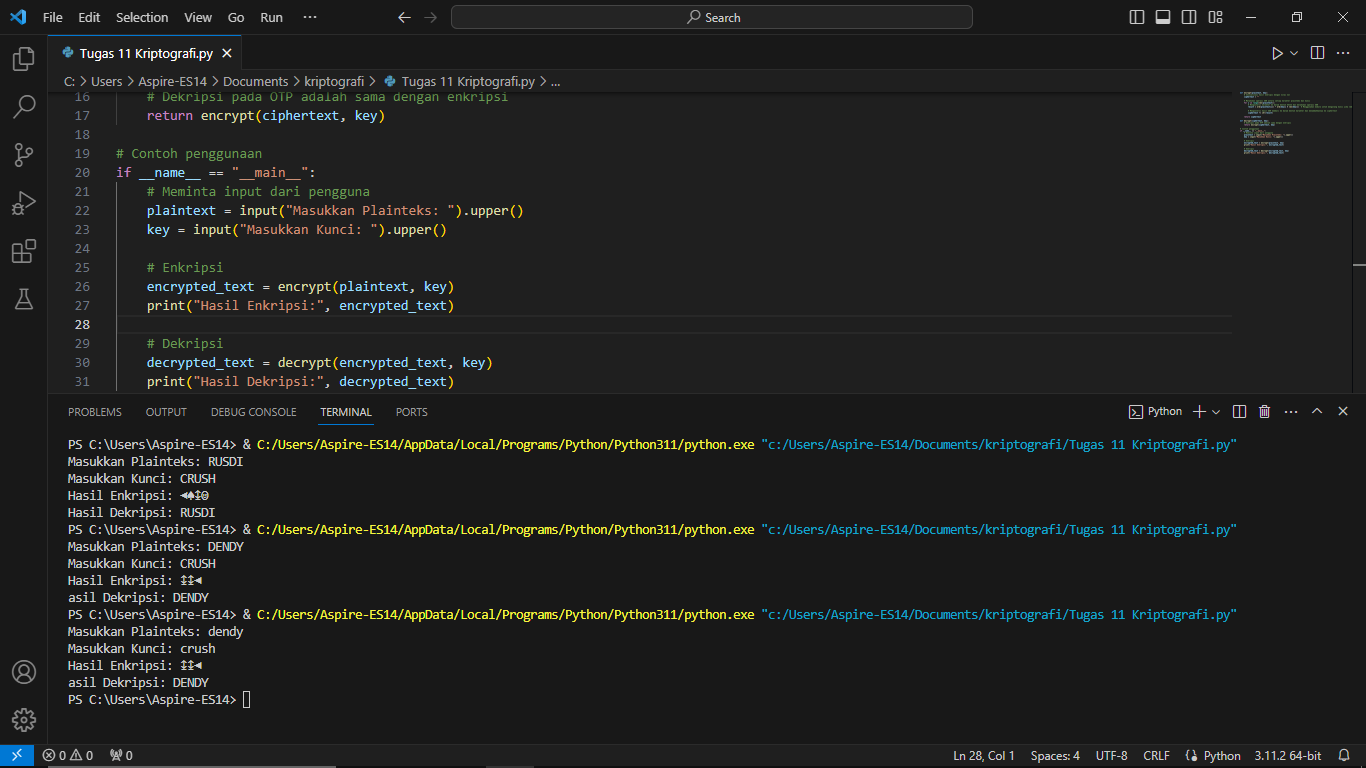 File Edit Selection View Go Run ··· Search
Tugas 11 Kriptografi.py
C: > Users > Aspire-ES14 > Documents > kriptografi > Tugas 11 Kriptografi.py > ...
16 # Dekripsi pada OTP adalah sama dengan enkripsi
17 return encrypt(ciphertext, key)
18
19 # Contoh penggunaan
20 if __name__ == "__main__":
21 # Meminta input dari pengguna
22 plaintext = input("Masukkan Plainteks: ").upper()
23 key = input("Masukkan Kunci: ").upper()
24
25 # Enkripsi
26 encrypted_text = encrypt(plaintext, key)
27 print("Hasil Enkripsi:", encrypted_text)
28
29 # Dekripsi
30 decrypted_text = decrypt(encrypted_text, key)
31 print("Hasil Dekripsi:", decrypted_text)
PROBLEMS OUTPUT DEBUG CONSOLE TERMINAL PORTS Python
PS C:\Users\Aspire-ES14> & C:/Users/Aspire-ES14/AppData/Local/Programs/Python/Python311/python.exe "c:/Users/Aspire-ES14/Documents/kriptografi/Tugas 11 Kriptografi.py"
Masukkan Plainteks: RUSDI
Masukkan Kunci: CRUSH
Hasil Enkripsi:
Hasil Dekripsi: RUSDI
PS C:\Users\Aspire-ES14> & C:/Users/Aspire-ES14/AppData/Local/Programs/Python/Python311/python.exe "c:/Users/Aspire-ES14/Documents/kriptografi/Tugas 11 Kriptografi.py"
Masukkan Plainteks: DENDY
Masukkan Kunci: CRUSH
Hasil Enkripsi: ↕↕◄
asil Dekripsi: DENDY
PS C:\Users\Aspire-ES14> & C:/Users/Aspire-ES14/AppData/Local/Programs/Python/Python311/python.exe "c:/Users/Aspire-ES14/Documents/kriptografi/Tugas 11 Kriptografi.py"
Masukkan Plainteks: dendy
Masukkan Kunci: crush
Hasil Enkripsi: ↕↕◄
asil Dekripsi: DENDY
PS C:\Users\Aspire-ES14>
0 0 0 Ln 28, Col 1 Spaces: 4 UTF-8 CRLF Python 3.11.2 64-bit